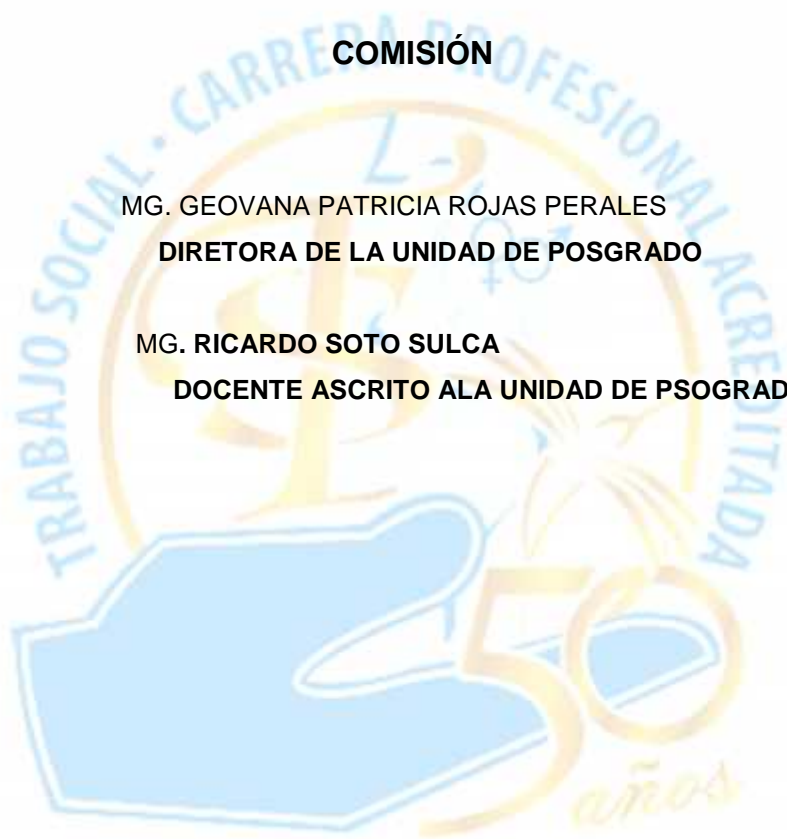 COMISIÓN
TRABAJO SOCIAL • CARRERA PROFESIONAL ACREDITADA
MG. GEOVANA PATRICIA ROJAS PERALES
DIRETORA DE LA UNIDAD DE POSGRADO
MG. RICARDO SOTO SULCA
DOCENTE ASCRITO ALA UNIDAD DE PSOGRAD
50
años